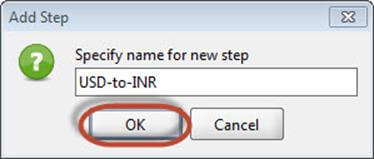 Add Step
Specify name for new step
USD-to-INR
OK
Cancel